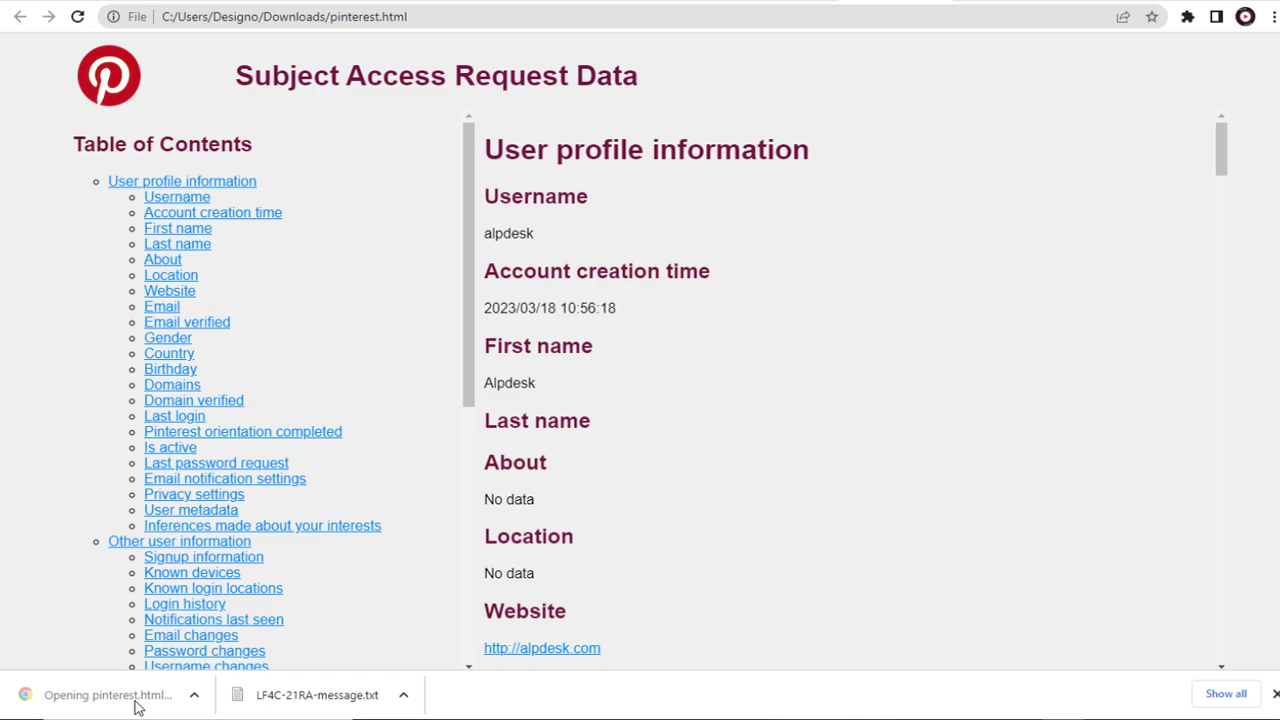 File
C:/Users/Designo/Downloads/pinterest.html
Subject Access Request Data
Table of Contents
User profile information
Username
Account creation time
First name
Last name
About
Location
Website
Email
Email verified
Gender
Country
Birthday
Domains
Domain verified
Last login
Pinterest orientation completed
Is active
Last password request
Email notification settings
Privacy settings
User metadata
Inferences made about your interests
Other user information
Signup information
Known devices
Known login locations
Login history
Notifications last seen
Email changes
Password changes
Username changes
User profile information
Username
alpdesk
Account creation time
2023/03/18 10:56:18
First name
Alpdesk
Last name
About
No data
Location
No data
Website
http://alpdesk.com
Opening pinterest.html...
LF4C-21RA-message.txt
Show all